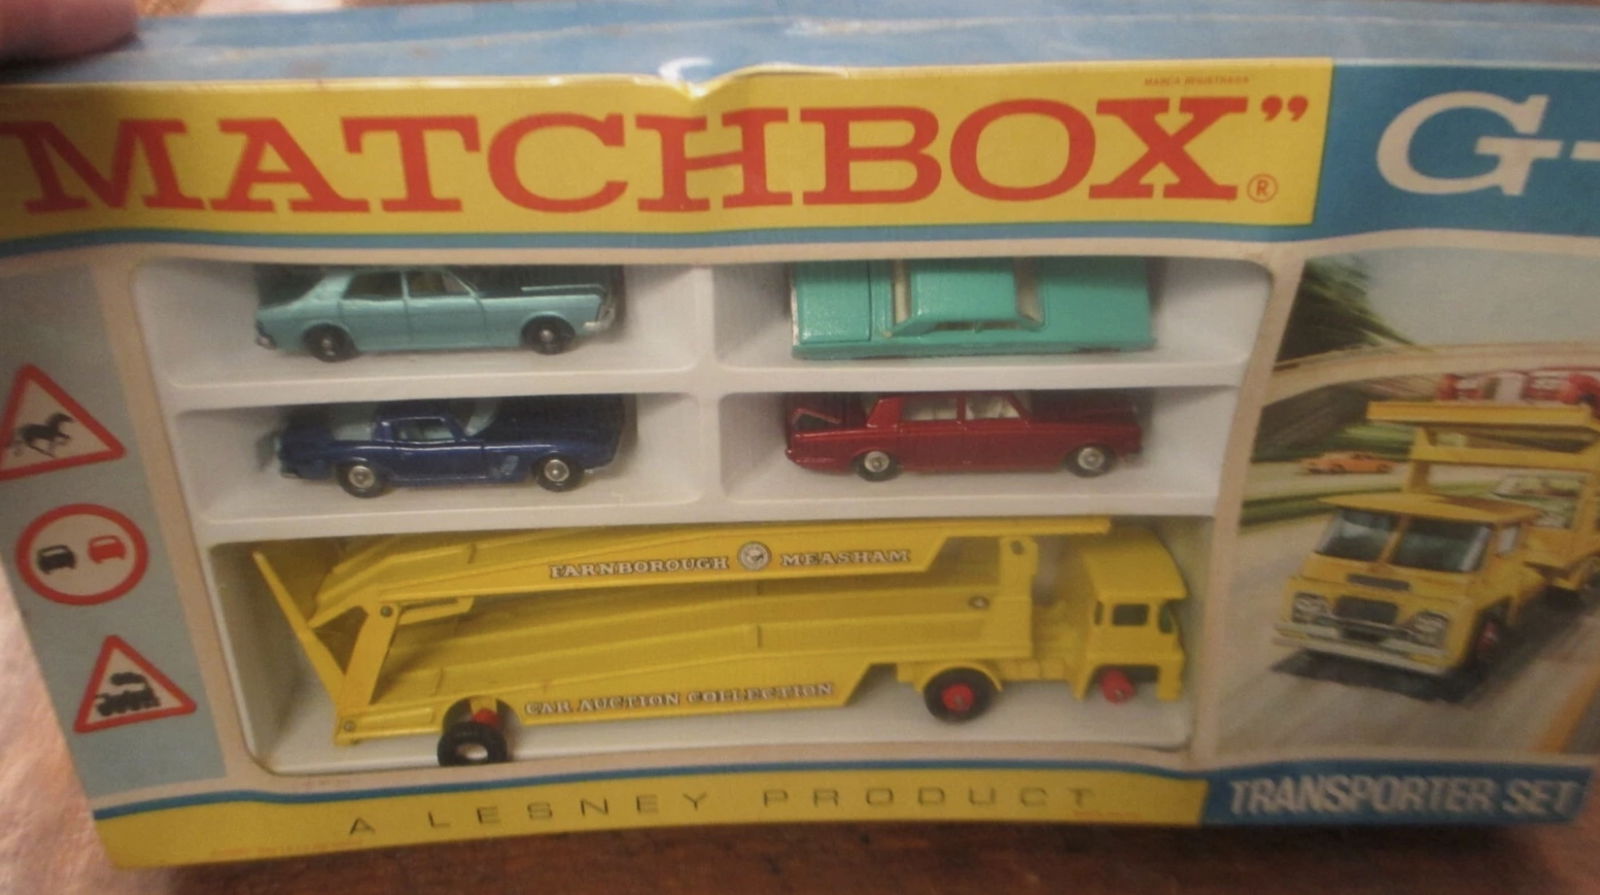 MARCA REGISTRADA
MATCHBOX"®
G-
FARNBOROUGH MEASHAM
CAR AUCTION COLLECTION
A LESNEY PRODUCT
TRANSPORTER SET